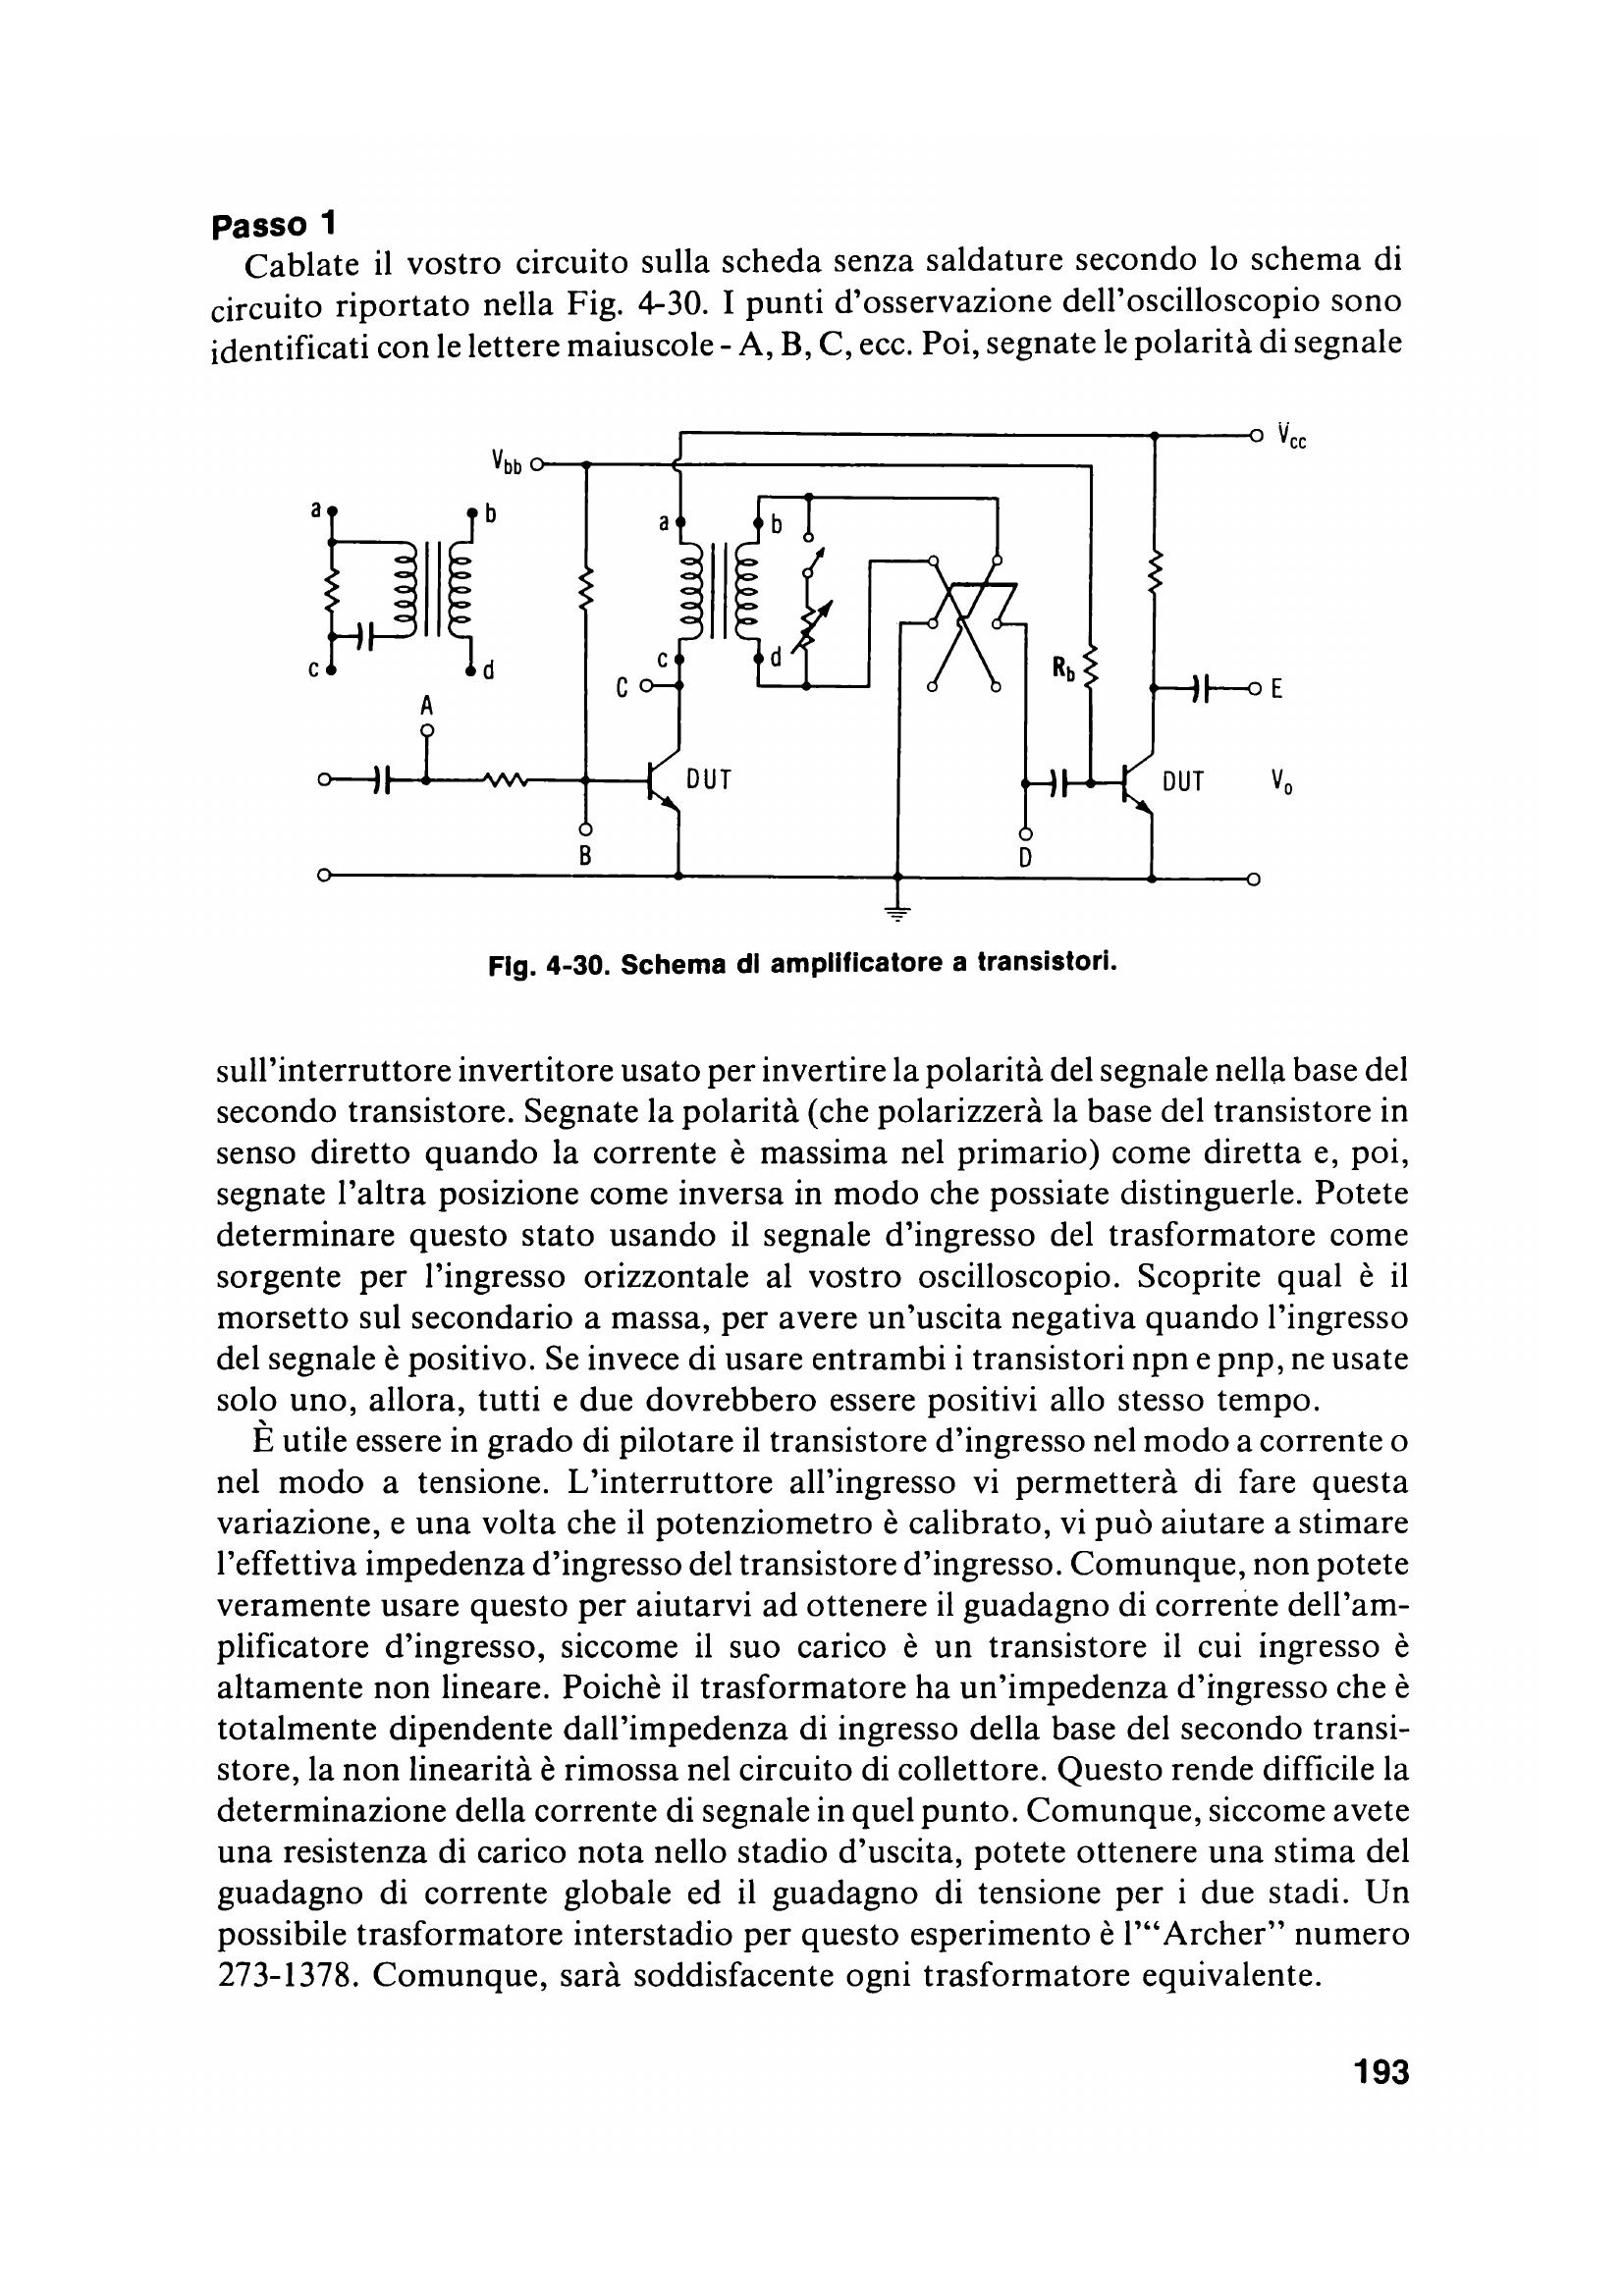 Passo 1
Cablate il vostro circuito sulla scheda senza saldature secondo lo schema di
circuito riportato nella Fig. 4-30. I punti d'osservazione dell'oscilloscopio sono
identificati con le lettere maiuscole - A, B, C, ecc. Poi, segnate le polarità di segnale
Vcc
Vbb
a
b
a
b
c
d
c
d
C
Rb
E
A
DUT
DUT
Vo
B
D
Fig. 4-30. Schema di amplificatore a transistori.
sull'interruttore invertitore usato per invertire la polarità del segnale nella base del
secondo transistore. Segnate la polarità (che polarizzerà la base del transistore in
senso diretto quando la corrente è massima nel primario) come diretta e, poi,
segnate l'altra posizione come inversa in modo che possiate distinguerle. Potete
determinare questo stato usando il segnale d'ingresso del trasformatore come
sorgente per l'ingresso orizzontale al vostro oscilloscopio. Scoprite qual è il
morsetto sul secondario a massa, per avere un'uscita negativa quando l'ingresso
del segnale è positivo. Se invece di usare entrambi i transistori npn e pnp, ne usate
solo uno, allora, tutti e due dovrebbero essere positivi allo stesso tempo.
È utile essere in grado di pilotare il transistore d'ingresso nel modo a corrente o
nel modo a tensione. L'interruttore all'ingresso vi permetterà di fare questa
variazione, e una volta che il potenziometro è calibrato, vi può aiutare a stimare
l'effettiva impedenza d'ingresso del transistore d'ingresso. Comunque, non potete
veramente usare questo per aiutarvi ad ottenere il guadagno di corrente dell'am-
plificatore d'ingresso, siccome il suo carico è un transistore il cui ingresso è
altamente non lineare. Poichè il trasformatore ha un'impedenza d'ingresso che è
totalmente dipendente dall'impedenza di ingresso della base del secondo transi-
store, la non linearità è rimossa nel circuito di collettore. Questo rende difficile la
determinazione della corrente di segnale in quel punto. Comunque, siccome avete
una resistenza di carico nota nello stadio d'uscita, potete ottenere una stima del
guadagno di corrente globale ed il guadagno di tensione per i due stadi. Un
possibile trasformatore interstadio per questo esperimento è l'“Archer” numero
273-1378. Comunque, sarà soddisfacente ogni trasformatore equivalente.
193